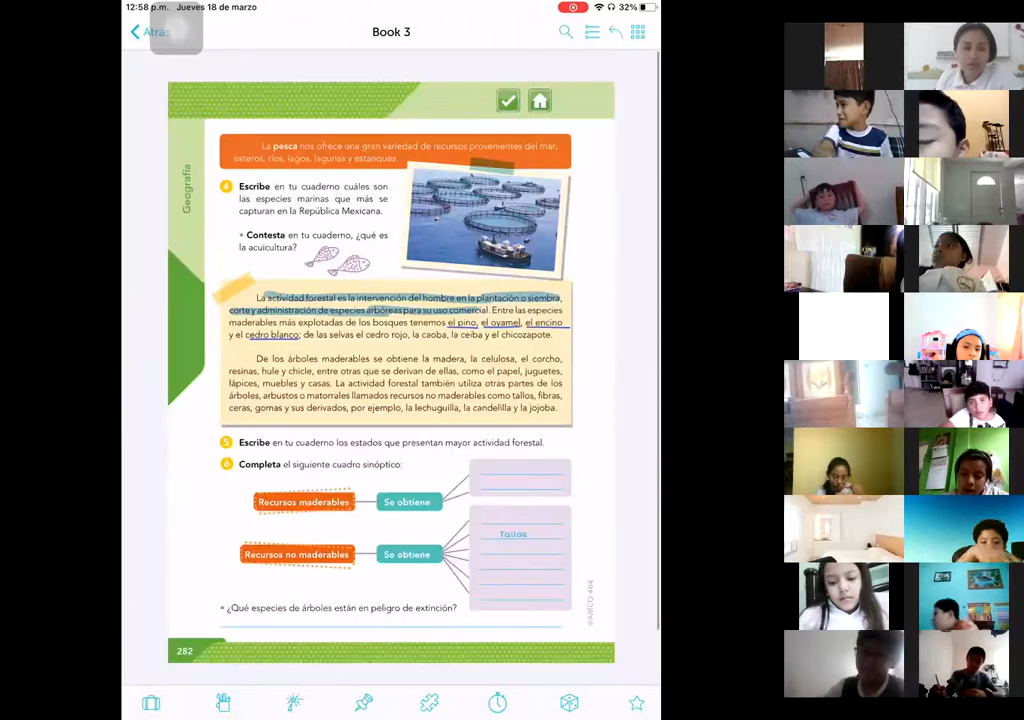 12:58 p.m. Jueves 18 de marzo
32%
Atrás
Book 3
Geografía
La pesca nos ofrece una gran variedad de recursos provenientes del mar,
esteros, ríos, lagos, lagunas y estanques
4 Escribe en tu cuaderno cuáles son
las especies marinas que más se
capturan en la República Mexicana.
* Contesta en tu cuaderno, ¿qué es
la acuicultura?
La actividad forestal es la intervención del hombre en la plantación o siembra,
corte y administración de especies arbóreas para su uso comercial. Entre las especies
maderables más explotadas de los bosques tenemos el pino, el oyamel, el encino
y el cedro blanco; de las selvas el cedro rojo, la caoba, la ceiba y el chicozapote.
De los árboles maderables se obtiene la madera, la celulosa, el corcho,
resinas, hule y chicle, entre otras que se derivan de ellas, como el papel, juguetes,
lápices, muebles y casas. La actividad forestal también utiliza otras partes de los
árboles, arbustos o matorrales llamados recursos no maderables como tallos, fibras,
ceras, gomas y sus derivados, por ejemplo, la lechuguilla, la candelilla y la jojoba.
5 Escribe en tu cuaderno los estados que presentan mayor actividad forestal.
6 Completa el siguiente cuadro sinóptico:
Recursos maderables
Se obtiene
Recursos no maderables
Se obtiene
Tallos
* ¿Qué especies de árboles están en peligro de extinción?
282